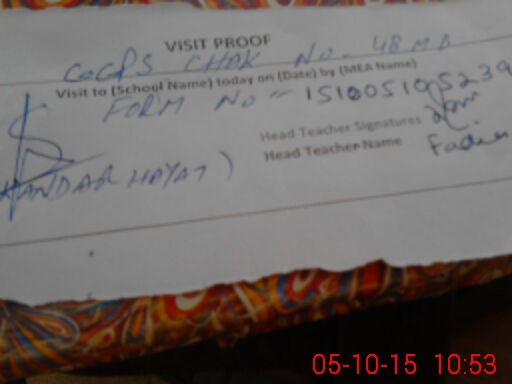 VISIT PROOF
GGPS CHAK NO. 48 MB
Visit to (School Name) today on (Date) by (MEA Name)
FORM NO 151005105239
Head Teacher Signatures
Head Teacher Name
HAYAT )
05-10-15 10:53